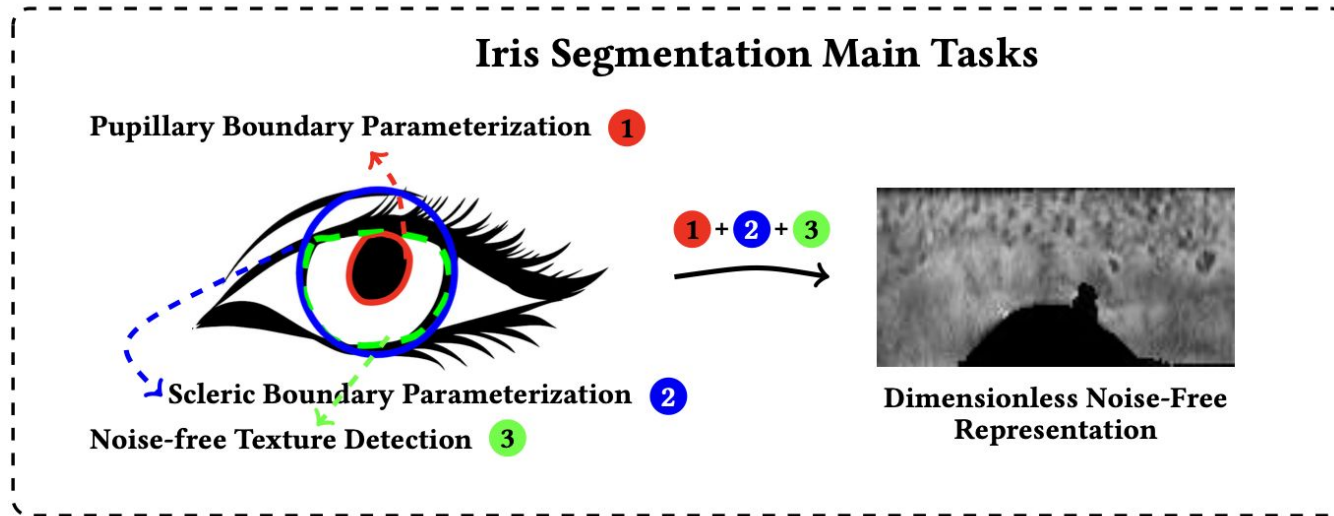 Iris Segmentation Main Tasks
Pupillary Boundary Parameterization 1
1 + 2 + 3
Scleric Boundary Parameterization 2
Noise-free Texture Detection 3
Dimensionless Noise-Free
Representation